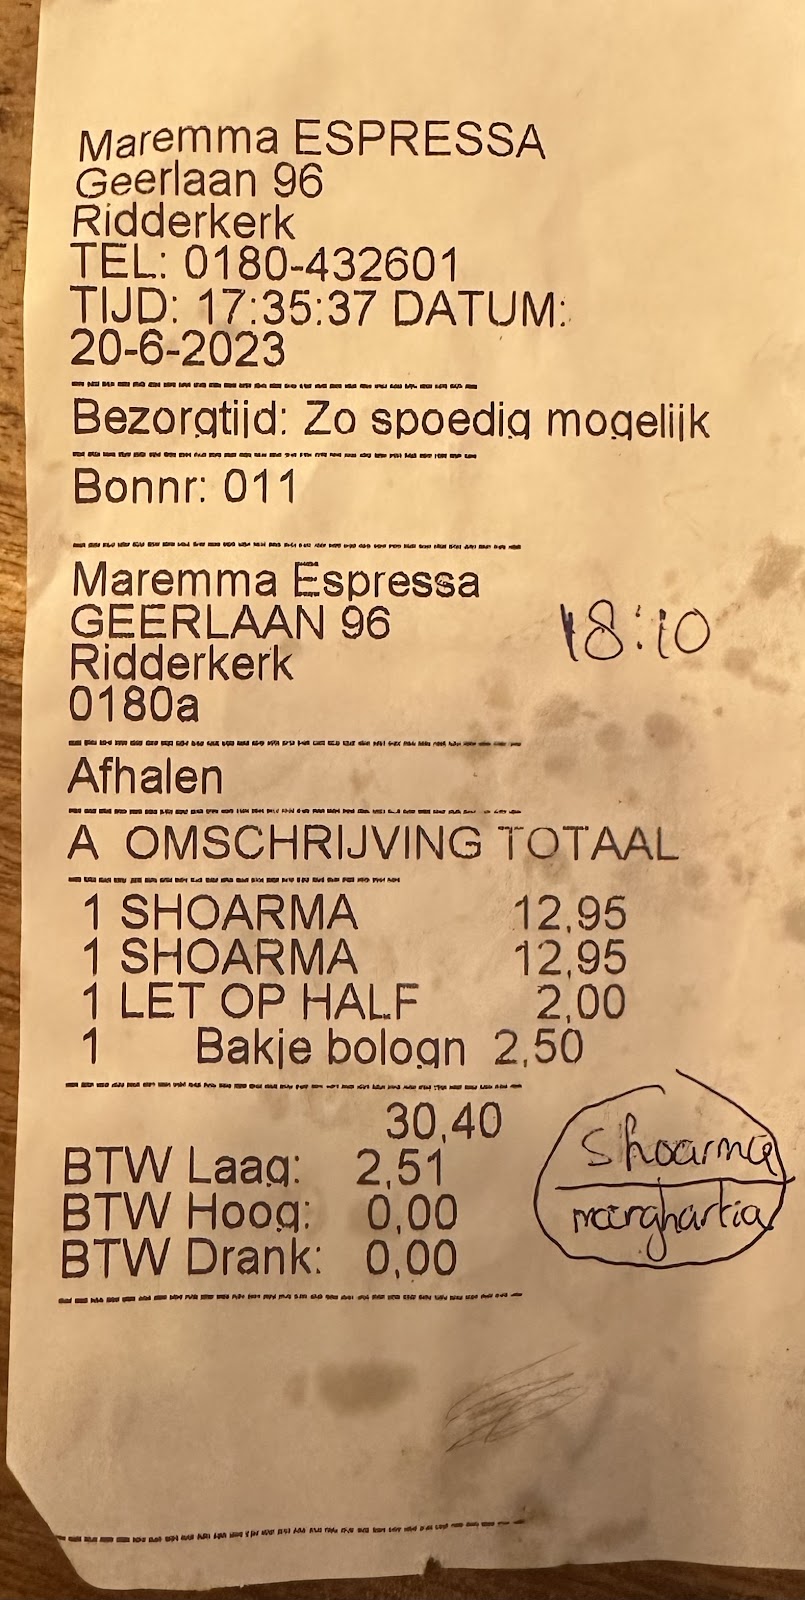 Maremma ESPRESSA
Geerlaan 96
Ridderkerk
TEL: 0180-432601
TIJD: 17:35:37 DATUM:
20-6-2023
Bezorgtijd: Zo spoedig mogelijk
Bonnr: 011
Maremma Espressa
GEERLAAN 96
18:10
Ridderkerk
0180a
Afhalen
A OMSCHRIJVING TOTAAL
1 SHOARMA 12,95
1 SHOARMA 12,95
1 LET OP HALF 2,00
1 Bakje bologn 2,50
30,40
BTW Laag: 2,51
BTW Hoog: 0,00
BTW Drank: 0,00
Shoarma
marghartia